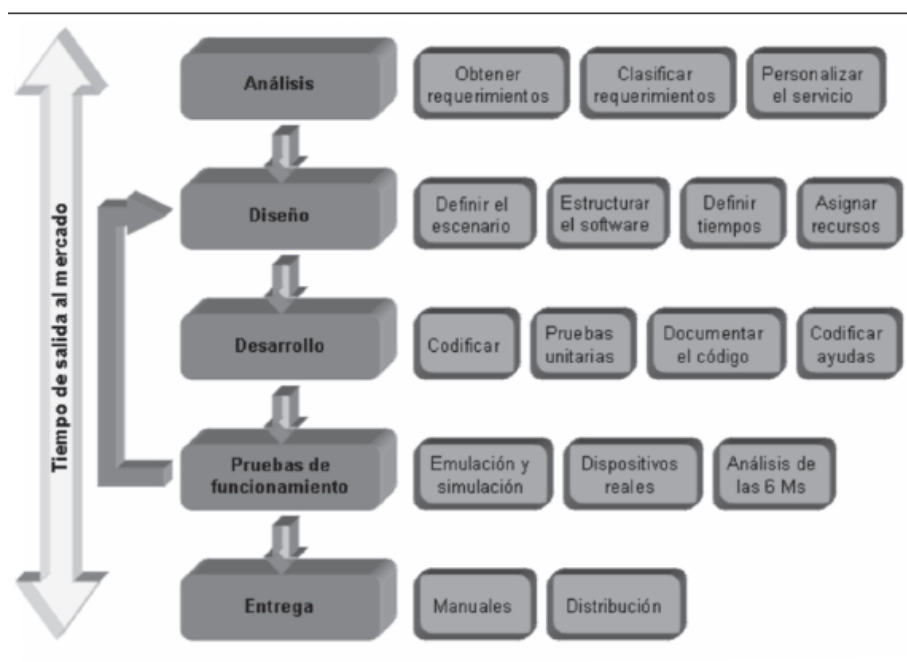 Tiempo de salida al mercado
Análisis
Obtener
requerimientos
Clasificar
requerimientos
Personalizar
el servicio
Diseño
Definir el
escenario
Estructurar
el software
Definir
tiempos
Asignar
recursos
Desarrollo
Codificar
Pruebas
unitarias
Documentar
el código
Codificar
ayudas
Pruebas de
funcionamiento
Emulación y
simulación
Dispositivos
reales
Análisis de
las 6 Ms
Entrega
Manuales
Distribución